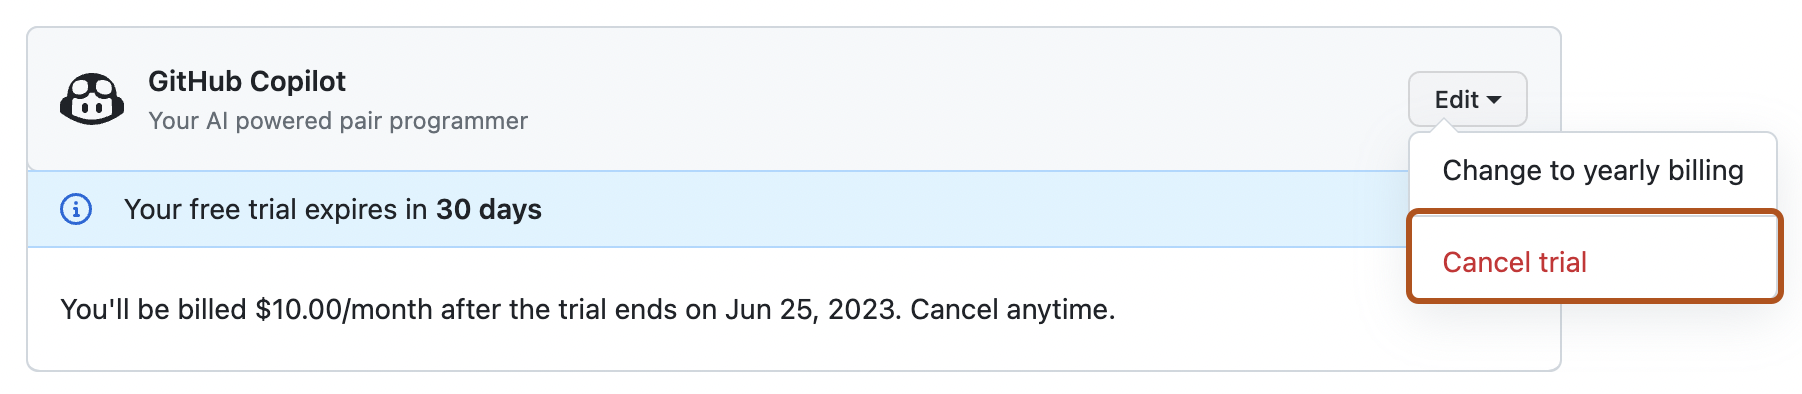 GitHub Copilot
Your AI powered pair programmer
Edit
Change to yearly billing
Your free trial expires in 30 days
Cancel trial
You'll be billed $10.00/month after the trial ends on Jun 25, 2023. Cancel anytime.